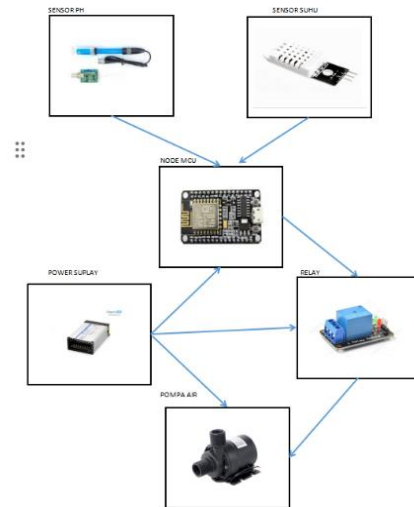 SENSOR PH
SENSOR SUHU
NODE MCU
POWER SUPLAY
RELAY
POMPA AIR